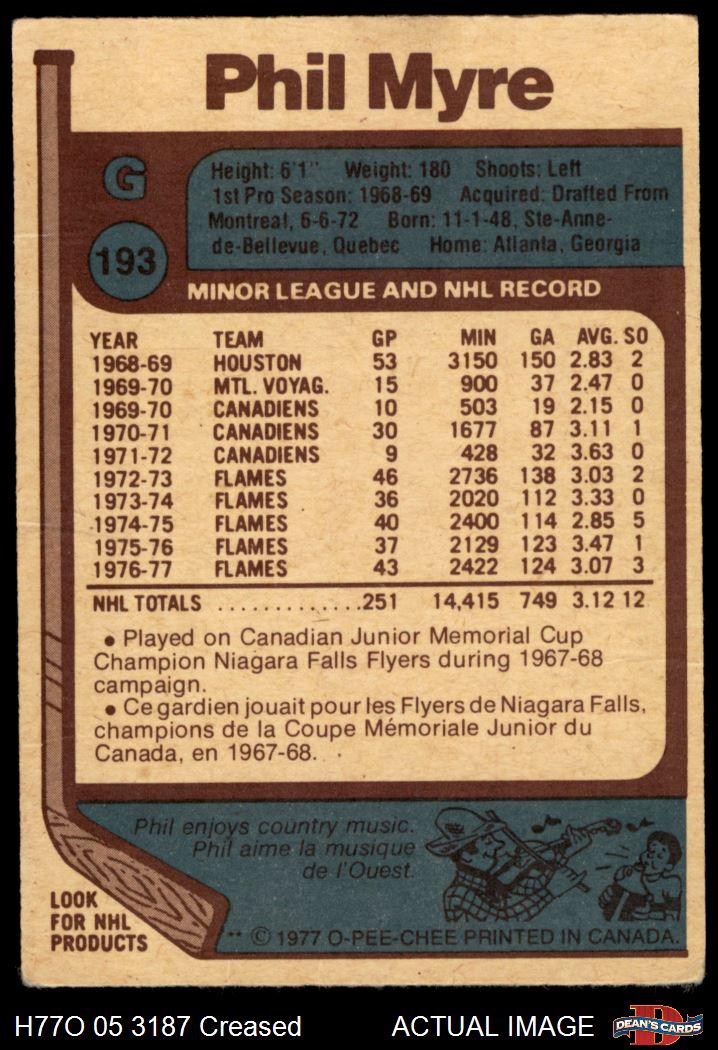 Phil Myre
G
193
Height: 6'1" Weight: 180 Shoots: Left
1st Pro Season: 1968-69 Acquired: Drafted From
Montreal, 6-6-72 Born: 11-1-48, Ste-Anne-
de-Bellevue, Quebec Home: Atlanta, Georgia
MINOR LEAGUE AND NHL RECORD
YEAR TEAM GP MIN GA AVG. SO
1968-69 HOUSTON 53 3150 150 2.83 2
1969-70 MTL. VOYAG. 15 900 37 2.47 0
1969-70 CANADIENS 10 503 19 2.15 0
1970-71 CANADIENS 30 1677 87 3.11 1
1971-72 CANADIENS 9 428 32 3.63 0
1972-73 FLAMES 46 2736 138 3.03 2
1973-74 FLAMES 36 2020 112 3.33 0
1974-75 FLAMES 40 2400 114 2.85 5
1975-76 FLAMES 37 2129 123 3.47 1
1976-77 FLAMES 43 2422 124 3.07 3
NHL TOTALS .............251 14,415 749 3.12 12
• Played on Canadian Junior Memorial Cup
Champion Niagara Falls Flyers during 1967-68
campaign.
• Ce gardien jouait pour les Flyers de Niagara Falls,
champions de la Coupe Mémoriale Junior du
Canada, en 1967-68.
Phil enjoys country music.
Phil aime la musique
de l'Ouest.
LOOK
FOR NHL
PRODUCTS
** © 1977 O-PEE-CHEE PRINTED IN CANADA.
H77O 05 3187 Creased ACTUAL IMAGE DEAN'S CARDS